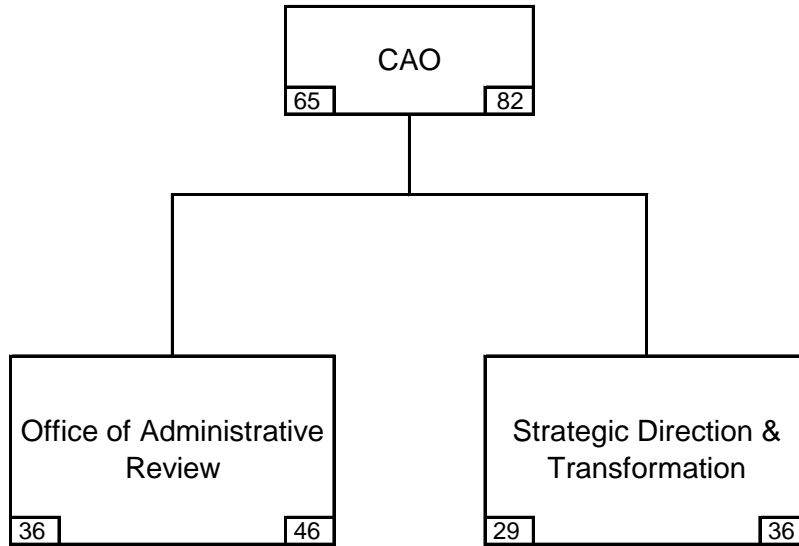 CAO
65
82
Office of Administrative
Review
36
46
Strategic Direction &
Transformation
29
36